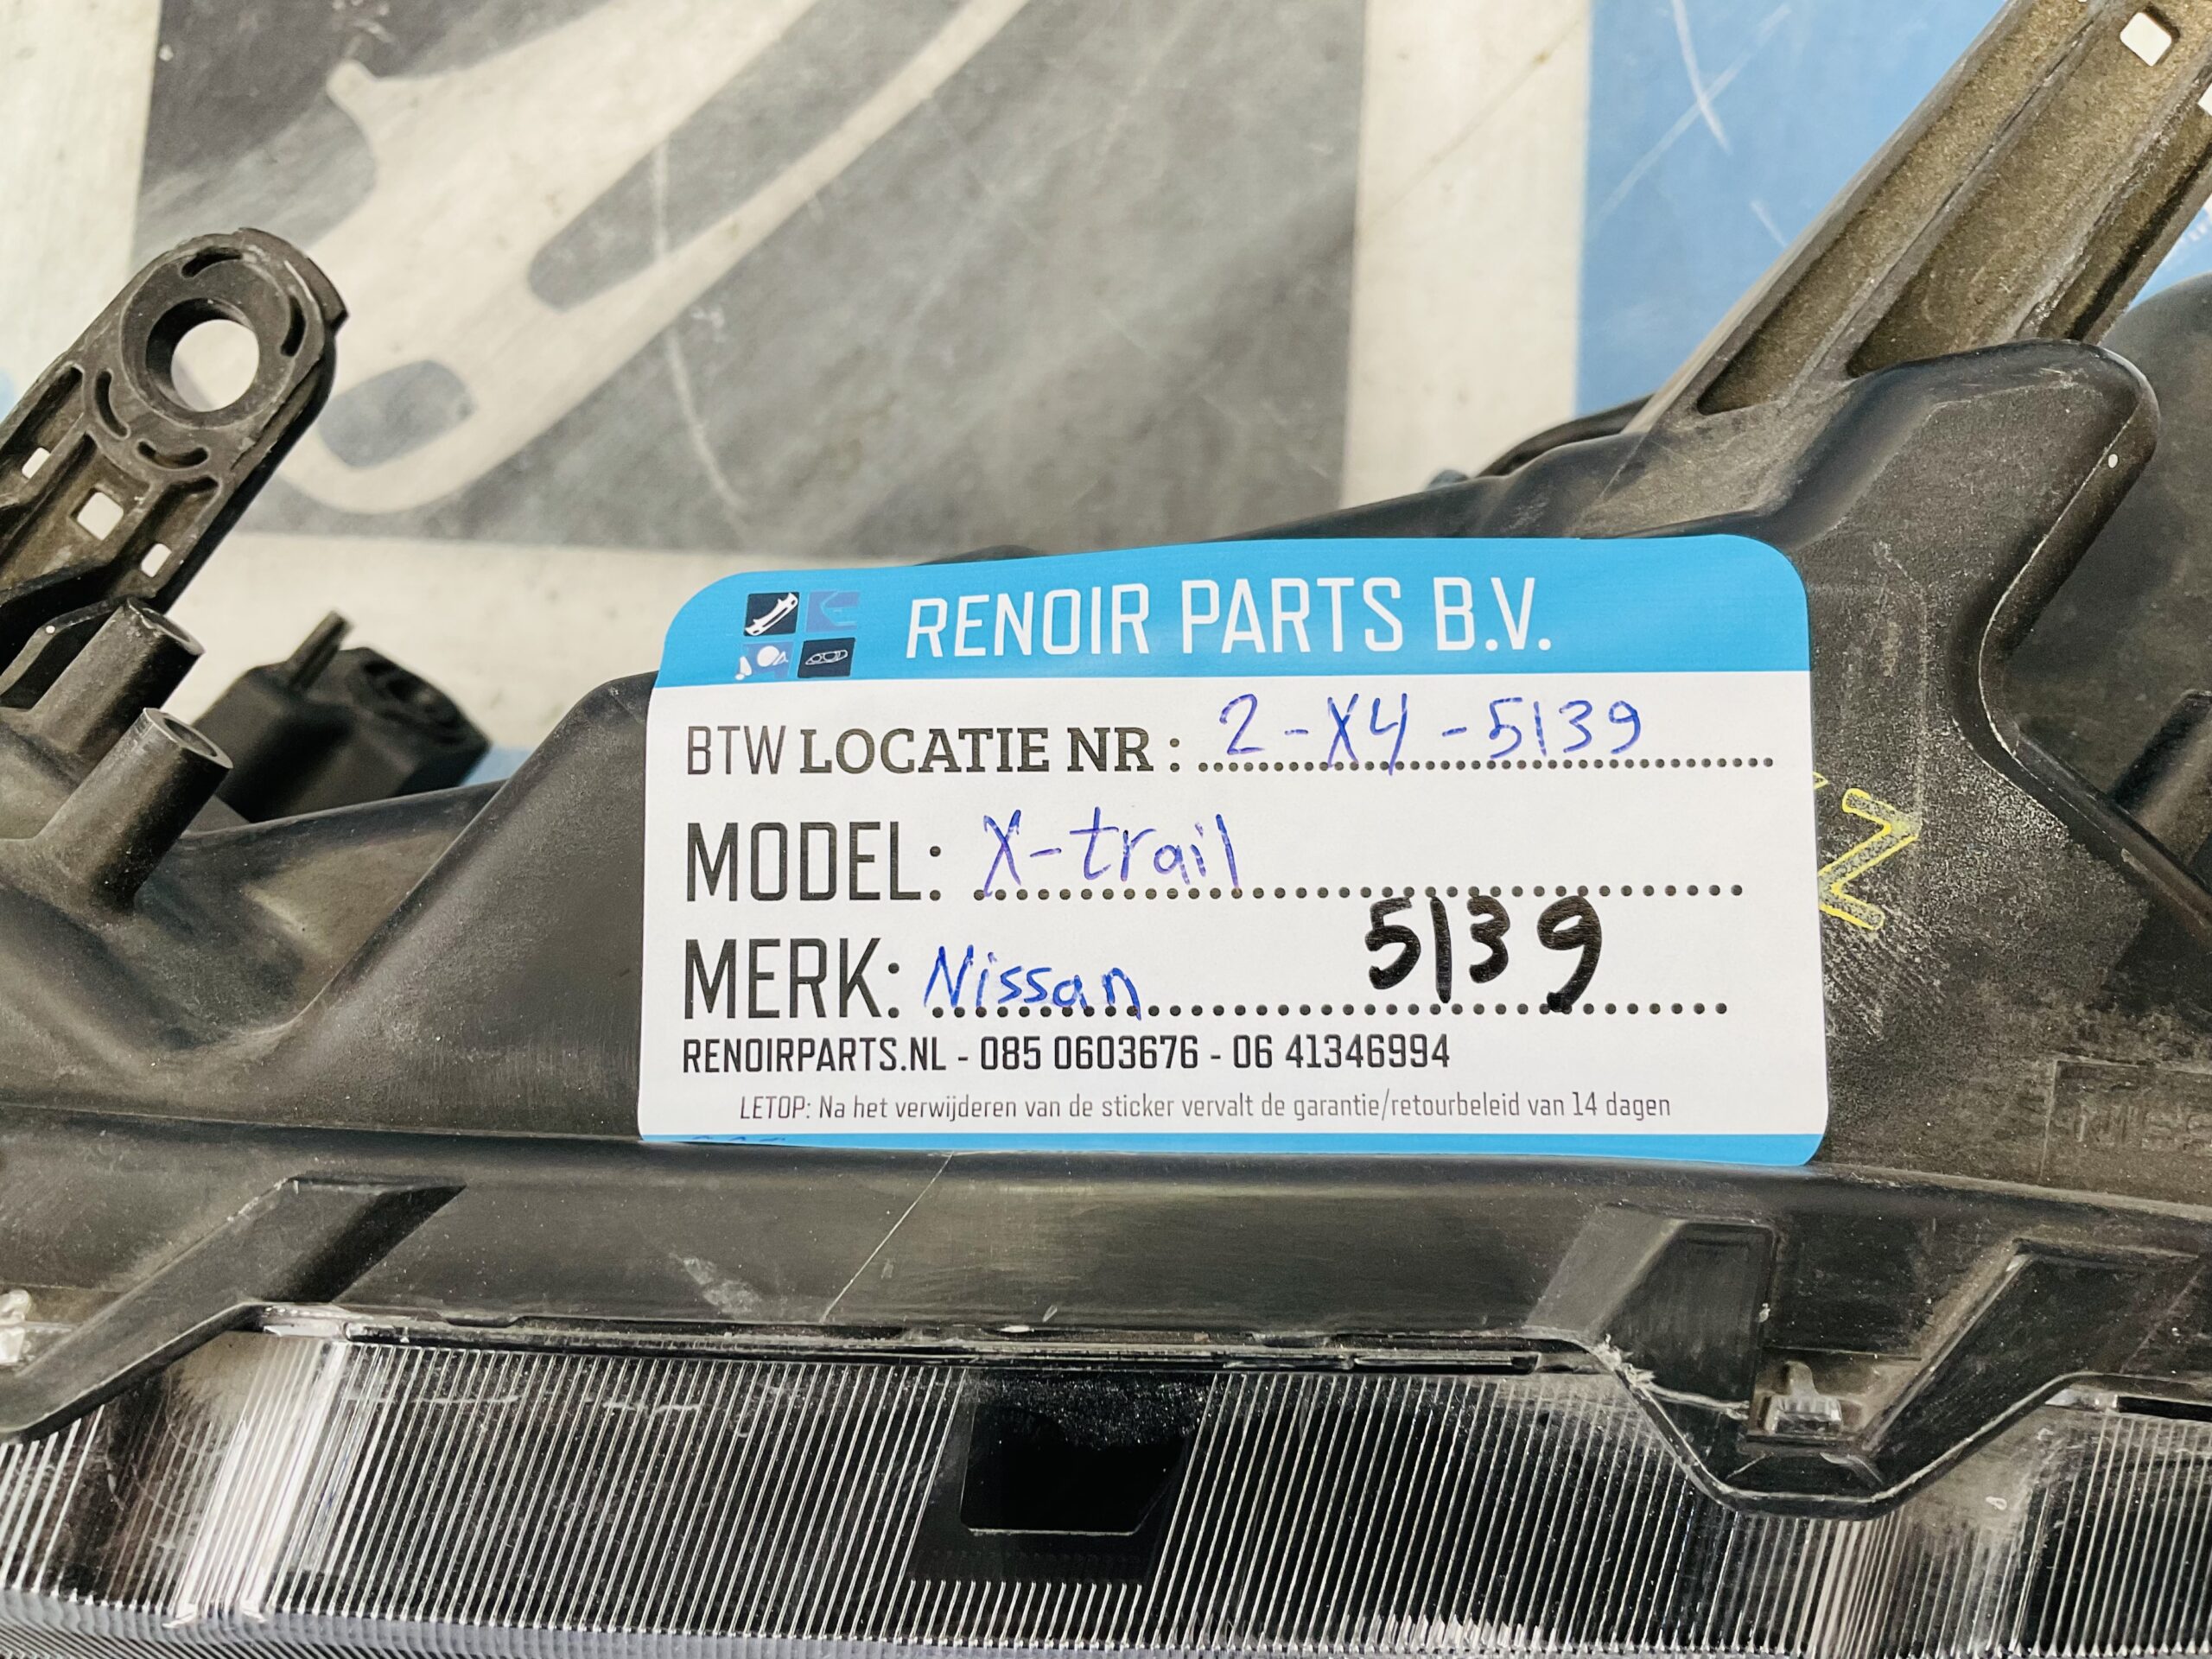 RENOIR PARTS B.V.
BTW LOCATIE NR : 2-X4-5139
MODEL: X-trail
5139
MERK: Nissan
RENOIRPARTS.NL - 085 0603676 - 06 41346994
LETOP: Na het verwijderen van de sticker vervalt de garantie/retourbeleid van 14 dagen